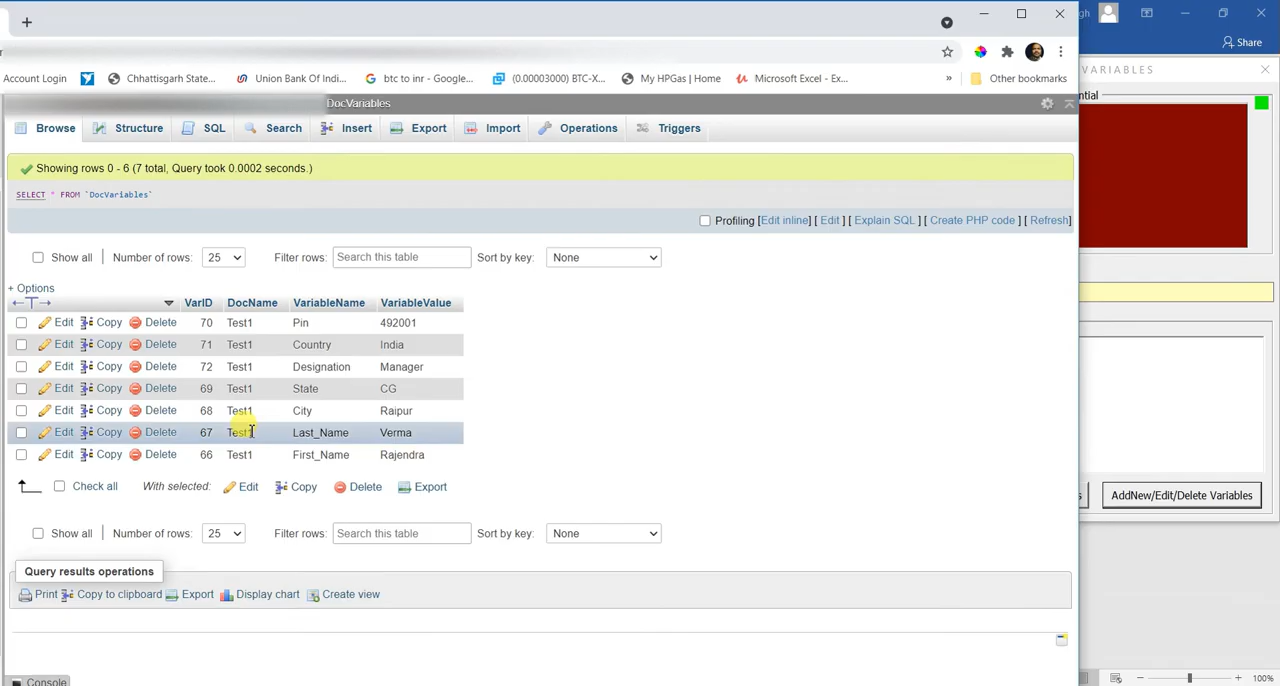 +
gh
Share
Account Login
Chhattisgarh State...
Union Bank Of Indi...
btc to inr - Google...
(0.00003000) BTC-X...
My HPGas | Home
Microsoft Excel - Ex...
»
Other bookmarks
VARIABLES
DocVariables
ntial
Browse Structure SQL Search Insert Export Import Operations Triggers
Showing rows 0 - 6 (7 total, Query took 0.0002 seconds.)
SELECT * FROM `DocVariables`
Profiling [Edit inline] [ Edit ] [ Explain SQL ] [ Create PHP code ] [ Refresh]
Show all | Number of rows: 25 Filter rows: Search this table Sort by key: None
+ Options
←T→ VarID DocName VariableName VariableValue
Edit Copy Delete 70 Test1 Pin 492001
Edit Copy Delete 71 Test1 Country India
Edit Copy Delete 72 Test1 Designation Manager
Edit Copy Delete 69 Test1 State CG
Edit Copy Delete 68 Test1 City Raipur
Edit Copy Delete 67 Test1 Last_Name Verma
Edit Copy Delete 66 Test1 First_Name Rajendra
Check all With selected: Edit Copy Delete Export
s AddNew/Edit/Delete Variables
Show all | Number of rows: 25 Filter rows: Search this table Sort by key: None
Query results operations
Print Copy to clipboard Export Display chart Create view
Console
100%